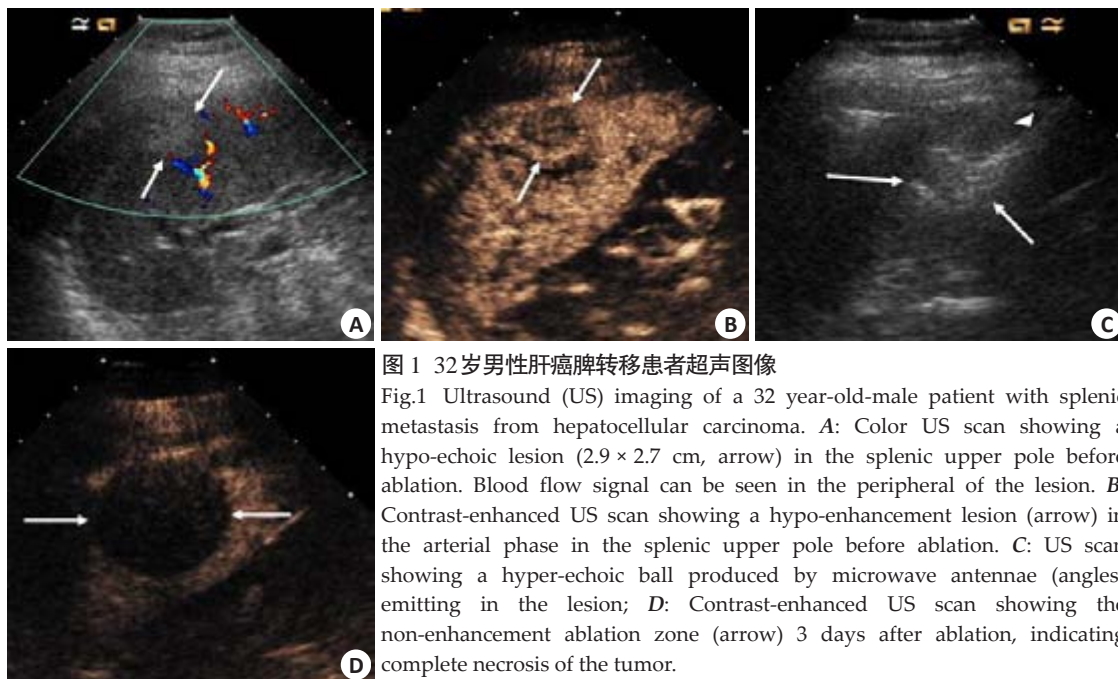 A
B
C
D
图 1 32岁男性肝癌脾转移患者超声图像
Fig.1 Ultrasound (US) imaging of a 32 year-old-male patient with splenic
metastasis from hepatocellular carcinoma. A: Color US scan showing a
hypo-echoic lesion (2.9 × 2.7 cm, arrow) in the splenic upper pole before
ablation. Blood flow signal can be seen in the peripheral of the lesion. B
Contrast-enhanced US scan showing a hypo-enhancement lesion (arrow) in
the arterial phase in the splenic upper pole before ablation. C: US scan
showing a hyper-echoic ball produced by microwave antennae (angles)
emitting in the lesion; D: Contrast-enhanced US scan showing the
non-enhancement ablation zone (arrow) 3 days after ablation, indicating
complete necrosis of the tumor.